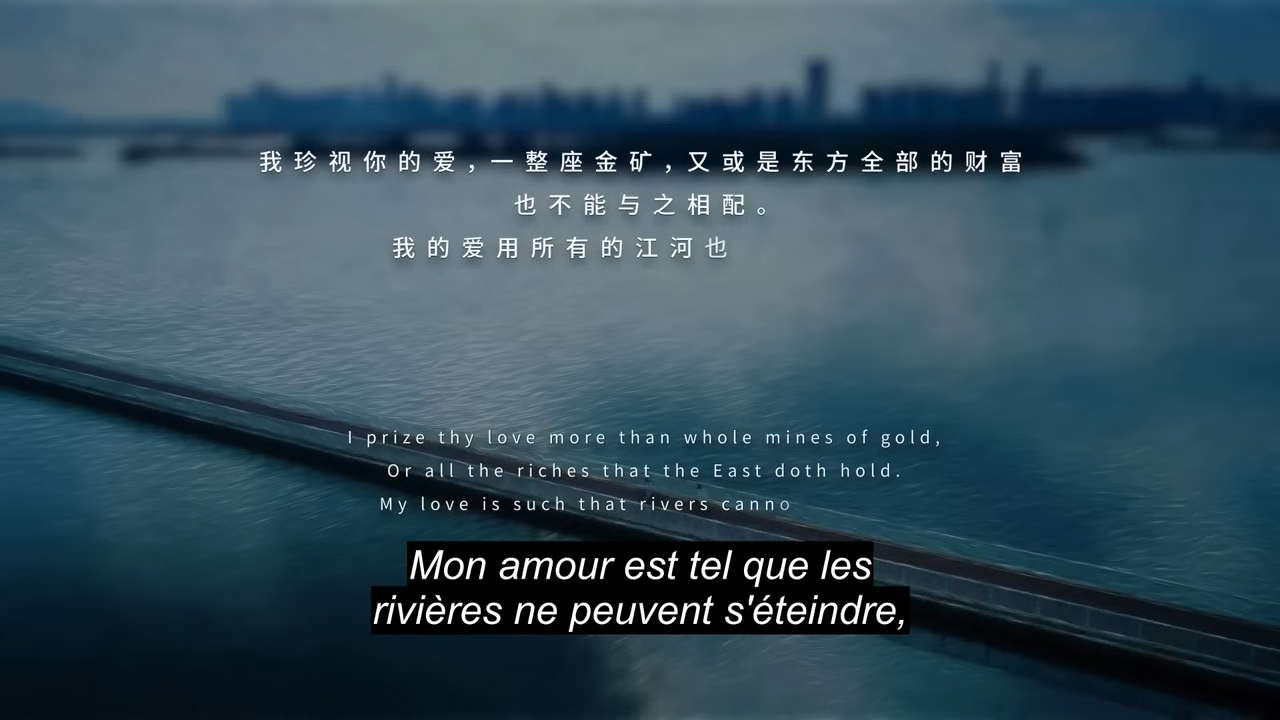 我珍视你的爱,一整座金矿,又或是东方全部的财富
也不能与之相配。
我的爱用所有的江河也
I prize thy love more than whole mines of gold,
Or all the riches that the East doth hold.
My love is such that rivers canno
Mon amour est tel que les
rivières ne peuvent s'éteindre,